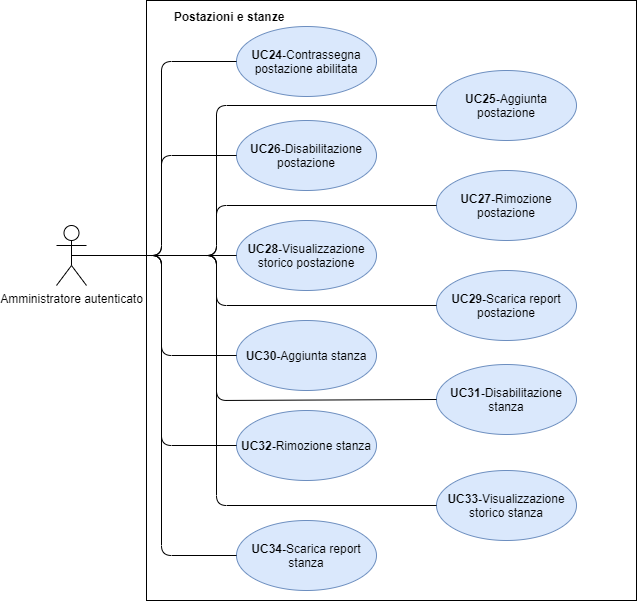 Postazioni e stanze
UC24-Contrassegna
postazione abilitata
UC25-Aggiunta
postazione
UC26-Disabilitazione
postazione
UC27-Rimozione
postazione
UC28-Visualizzazione
storico postazione
Amministratore autenticato
UC29-Scarica report
postazione
UC30-Aggiunta stanza
UC31-Disabilitazione
stanza
UC32-Rimozione stanza
UC33-Visualizzazione
storico stanza
UC34-Scarica report
stanza